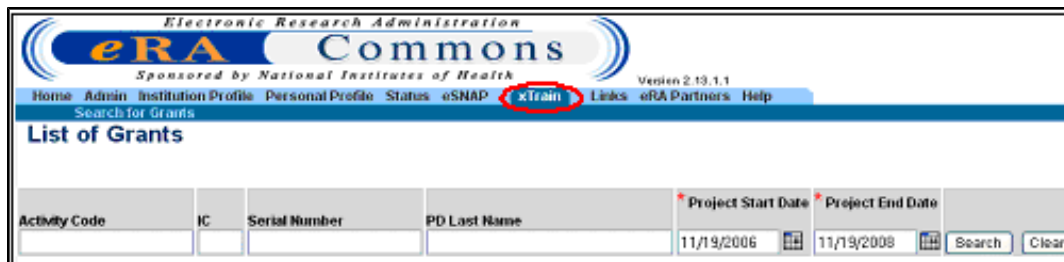 Electronic Research Administration
eRA Commons
Sponsored by National Institutes of Health
Version 2.13.1.1
Home Admin Institution Profile Personal Profile Status eSNAP xTrain Links eRA Partners Help
Search for Grants
List of Grants
Activity Code IC Serial Number PD Last Name *Project Start Date *Project End Date
11/19/2006 11/19/2008 Search Clear